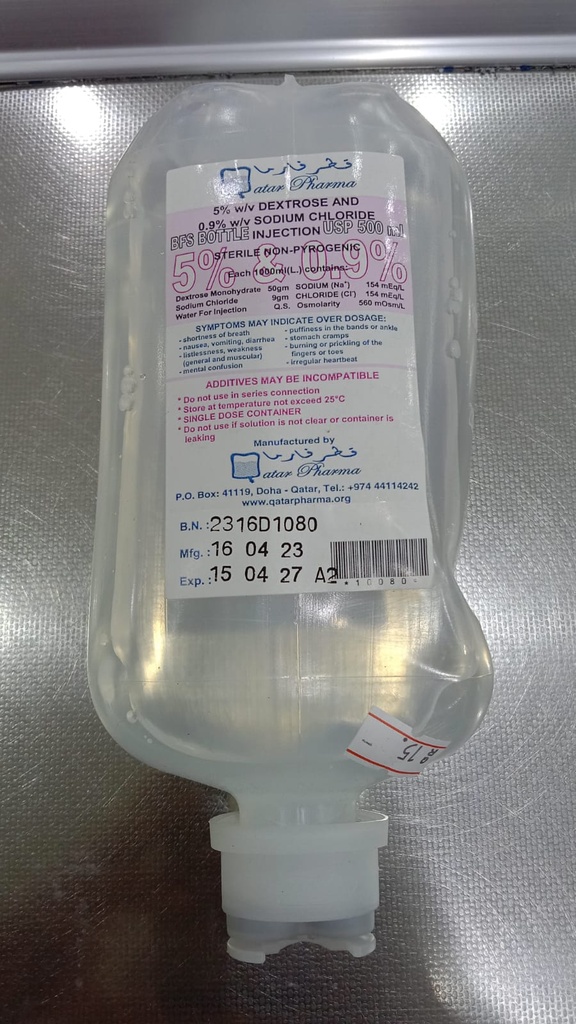 قطر فارما
Qatar Pharma
5% w/v DEXTROSE AND
0.9% w/v SODIUM CHLORIDE
BFS BOTTLE INJECTION USP 500 ml
5% & 0.9%
STERILE NON-PYROGENIC
Each 1000ml(L.) contains:
Dextrose Monohydrate 50gm SODIUM (Na⁺) 154 mEq/L
Sodium Chloride 9gm CHLORIDE (Cl⁻) 154 mEq/L
Water For Injection Q.S. Osmolarity 560 mOsm/L
SYMPTOMS MAY INDICATE OVER DOSAGE:
- shortness of breath
- nausea, vomiting, diarrhea
- listlessness, weakness
(general and muscular)
- mental confusion
- puffiness in the bands or ankle
- stomach cramps
- burning or prickling of the
fingers or toes
- irregular heartbeat
ADDITIVES MAY BE INCOMPATIBLE
* Do not use in series connection
* Store at temperature not exceed 25°C
* SINGLE DOSE CONTAINER
* Do not use if solution is not clear or container is
leaking
Manufactured by
قطر فارما
Qatar Pharma
P.O. Box: 41119, Doha - Qatar, Tel.: +974 44114242
www.qatarpharma.org
B.N. :2316D1080
Mfg. :16 04 23
Exp. :15 04 27 A2
* 1 0 0 8 0 *
15.